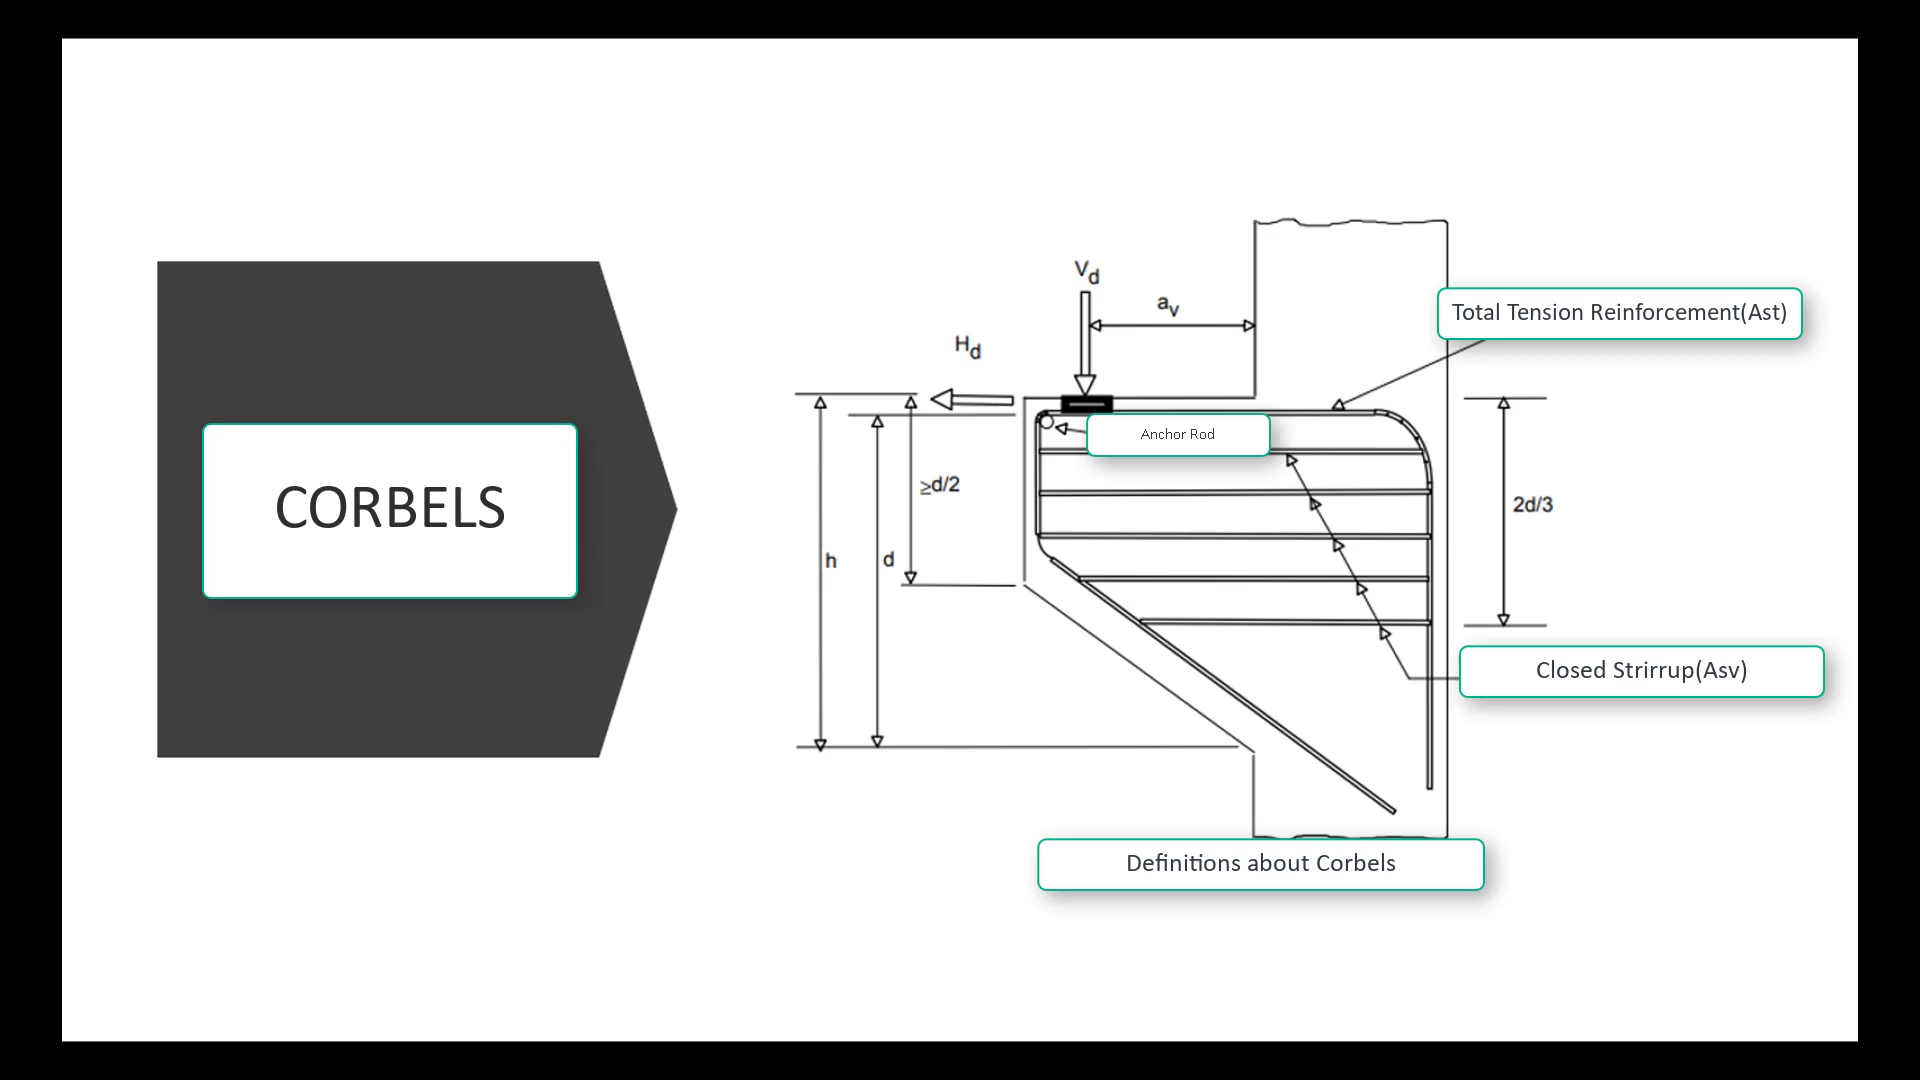 CORBELS
Vd
av
Hd
Total Tension Reinforcement(Ast)
Anchor Rod
≥d/2
2d/3
h
d
Closed Strirrup(Asv)
Definitions about Corbels